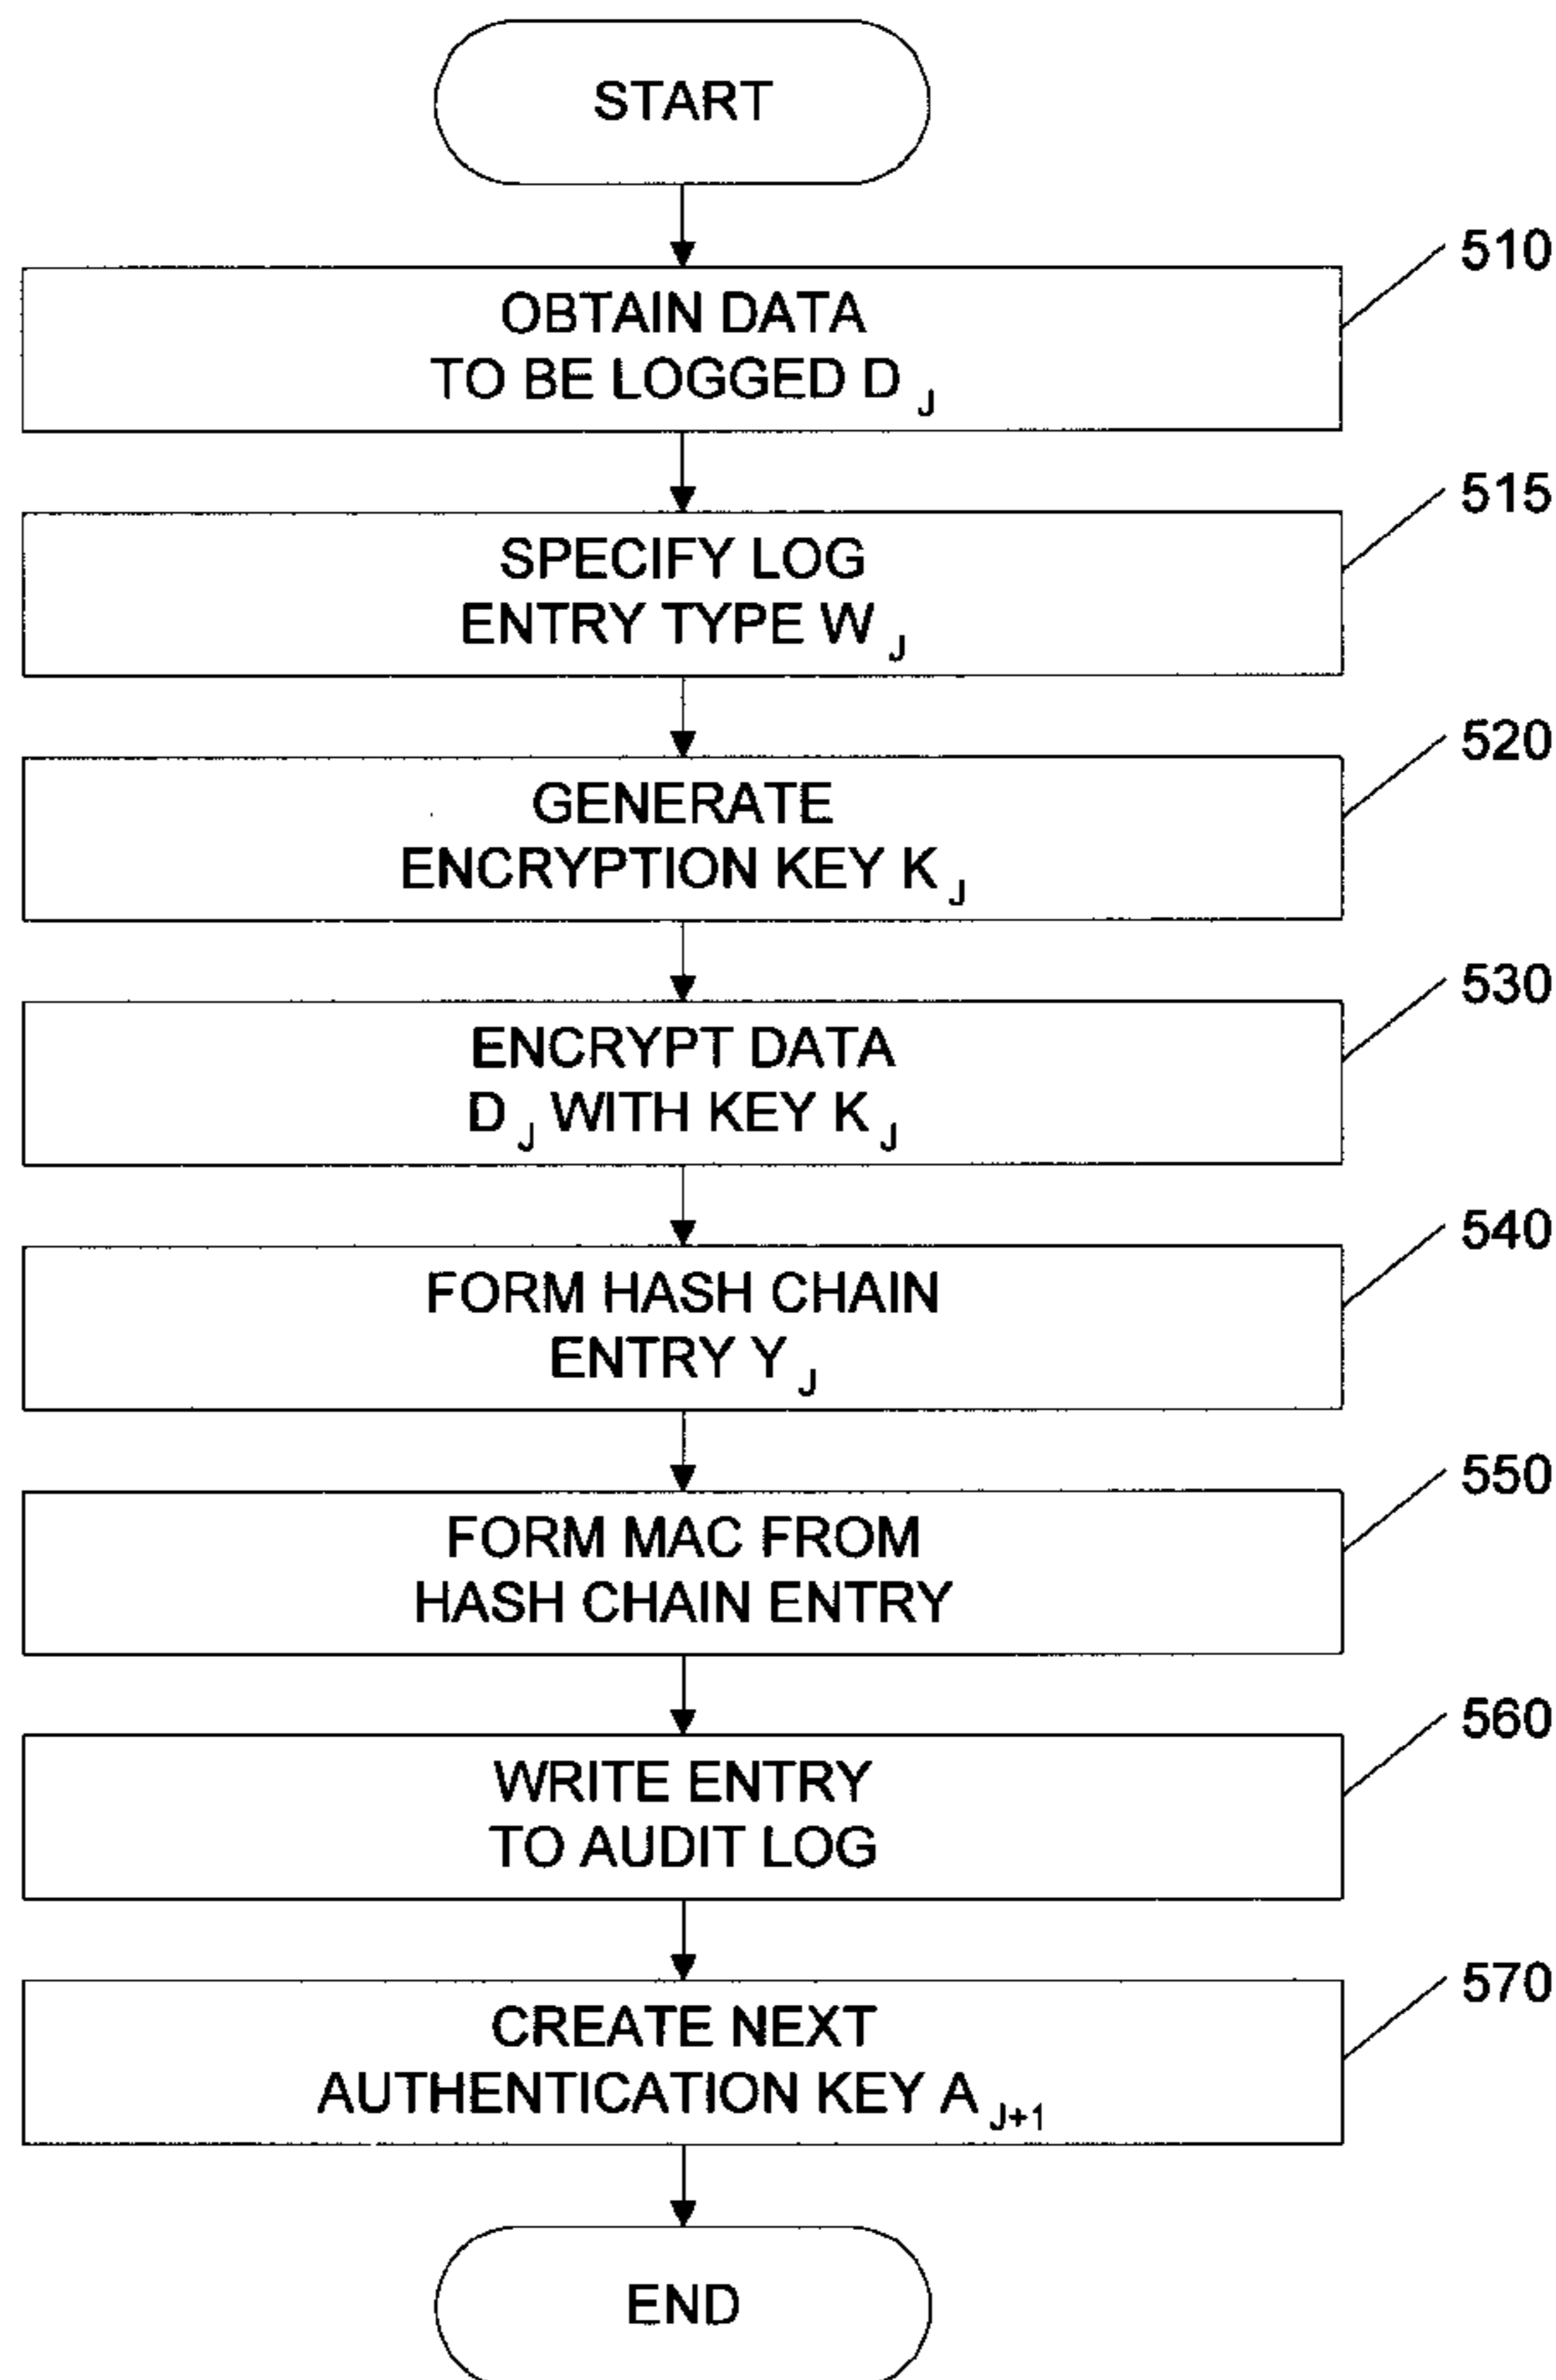 START
510
OBTAIN DATA
TO BE LOGGED D J
515
SPECIFY LOG
ENTRY TYPE W J
520
GENERATE
ENCRYPTION KEY K J
530
ENCRYPT DATA
D J WITH KEY K J
540
FORM HASH CHAIN
ENTRY Y J
550
FORM MAC FROM
HASH CHAIN ENTRY
560
WRITE ENTRY
TO AUDIT LOG
570
CREATE NEXT
AUTHENTICATION KEY A J+1
END